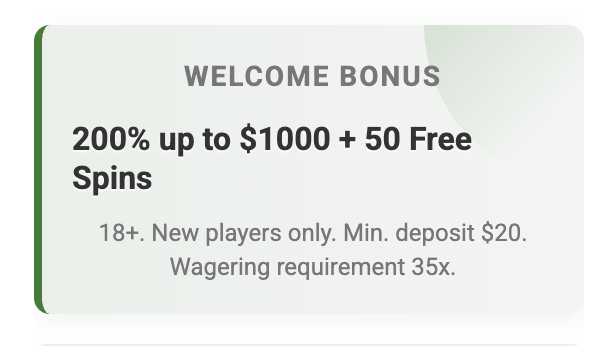 WELCOME BONUS
200% up to $1000 + 50 Free
Spins
18+. New players only. Min. deposit $20.
Wagering requirement 35x.